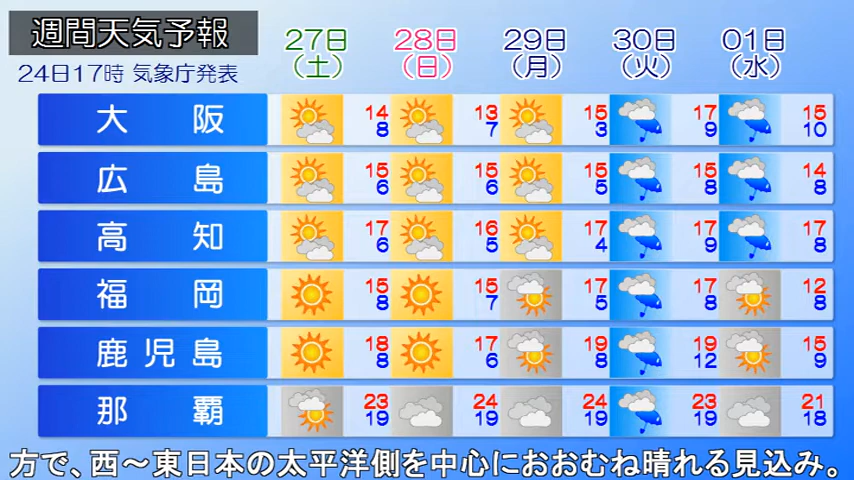 週間天気予報
24日17時 気象庁発表
27日 28日 29日 30日 01日
(土) (日) (月) (火) (水)
大阪 14 13 15 17 15
8 7 3 9 10
広島 15 15 15 15 14
6 6 5 8 8
高知 17 16 17 17 17
6 5 4 9 8
福岡 15 15 17 17 12
8 7 5 8 8
鹿児島 18 17 19 19 15
8 6 8 12 9
那覇 23 24 24 23 21
19 19 19 19 18
方で、西～東日本の太平洋側を中心におおむね晴れる見込み。